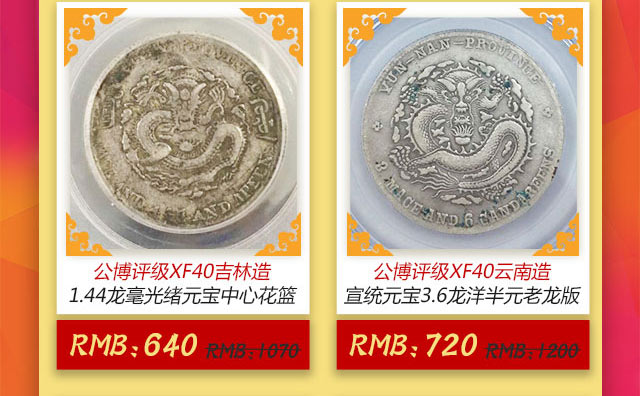 YUN-NAN-PROVINCE
3 MACE AND 6 CANDAREENS
公博评级XF40吉林造
1.44龙毫光绪元宝中心花篮
公博评级XF40云南造
宣统元宝3.6龙洋半元老龙版
RMB:640 RMB:1070
RMB:720 RMB:1200